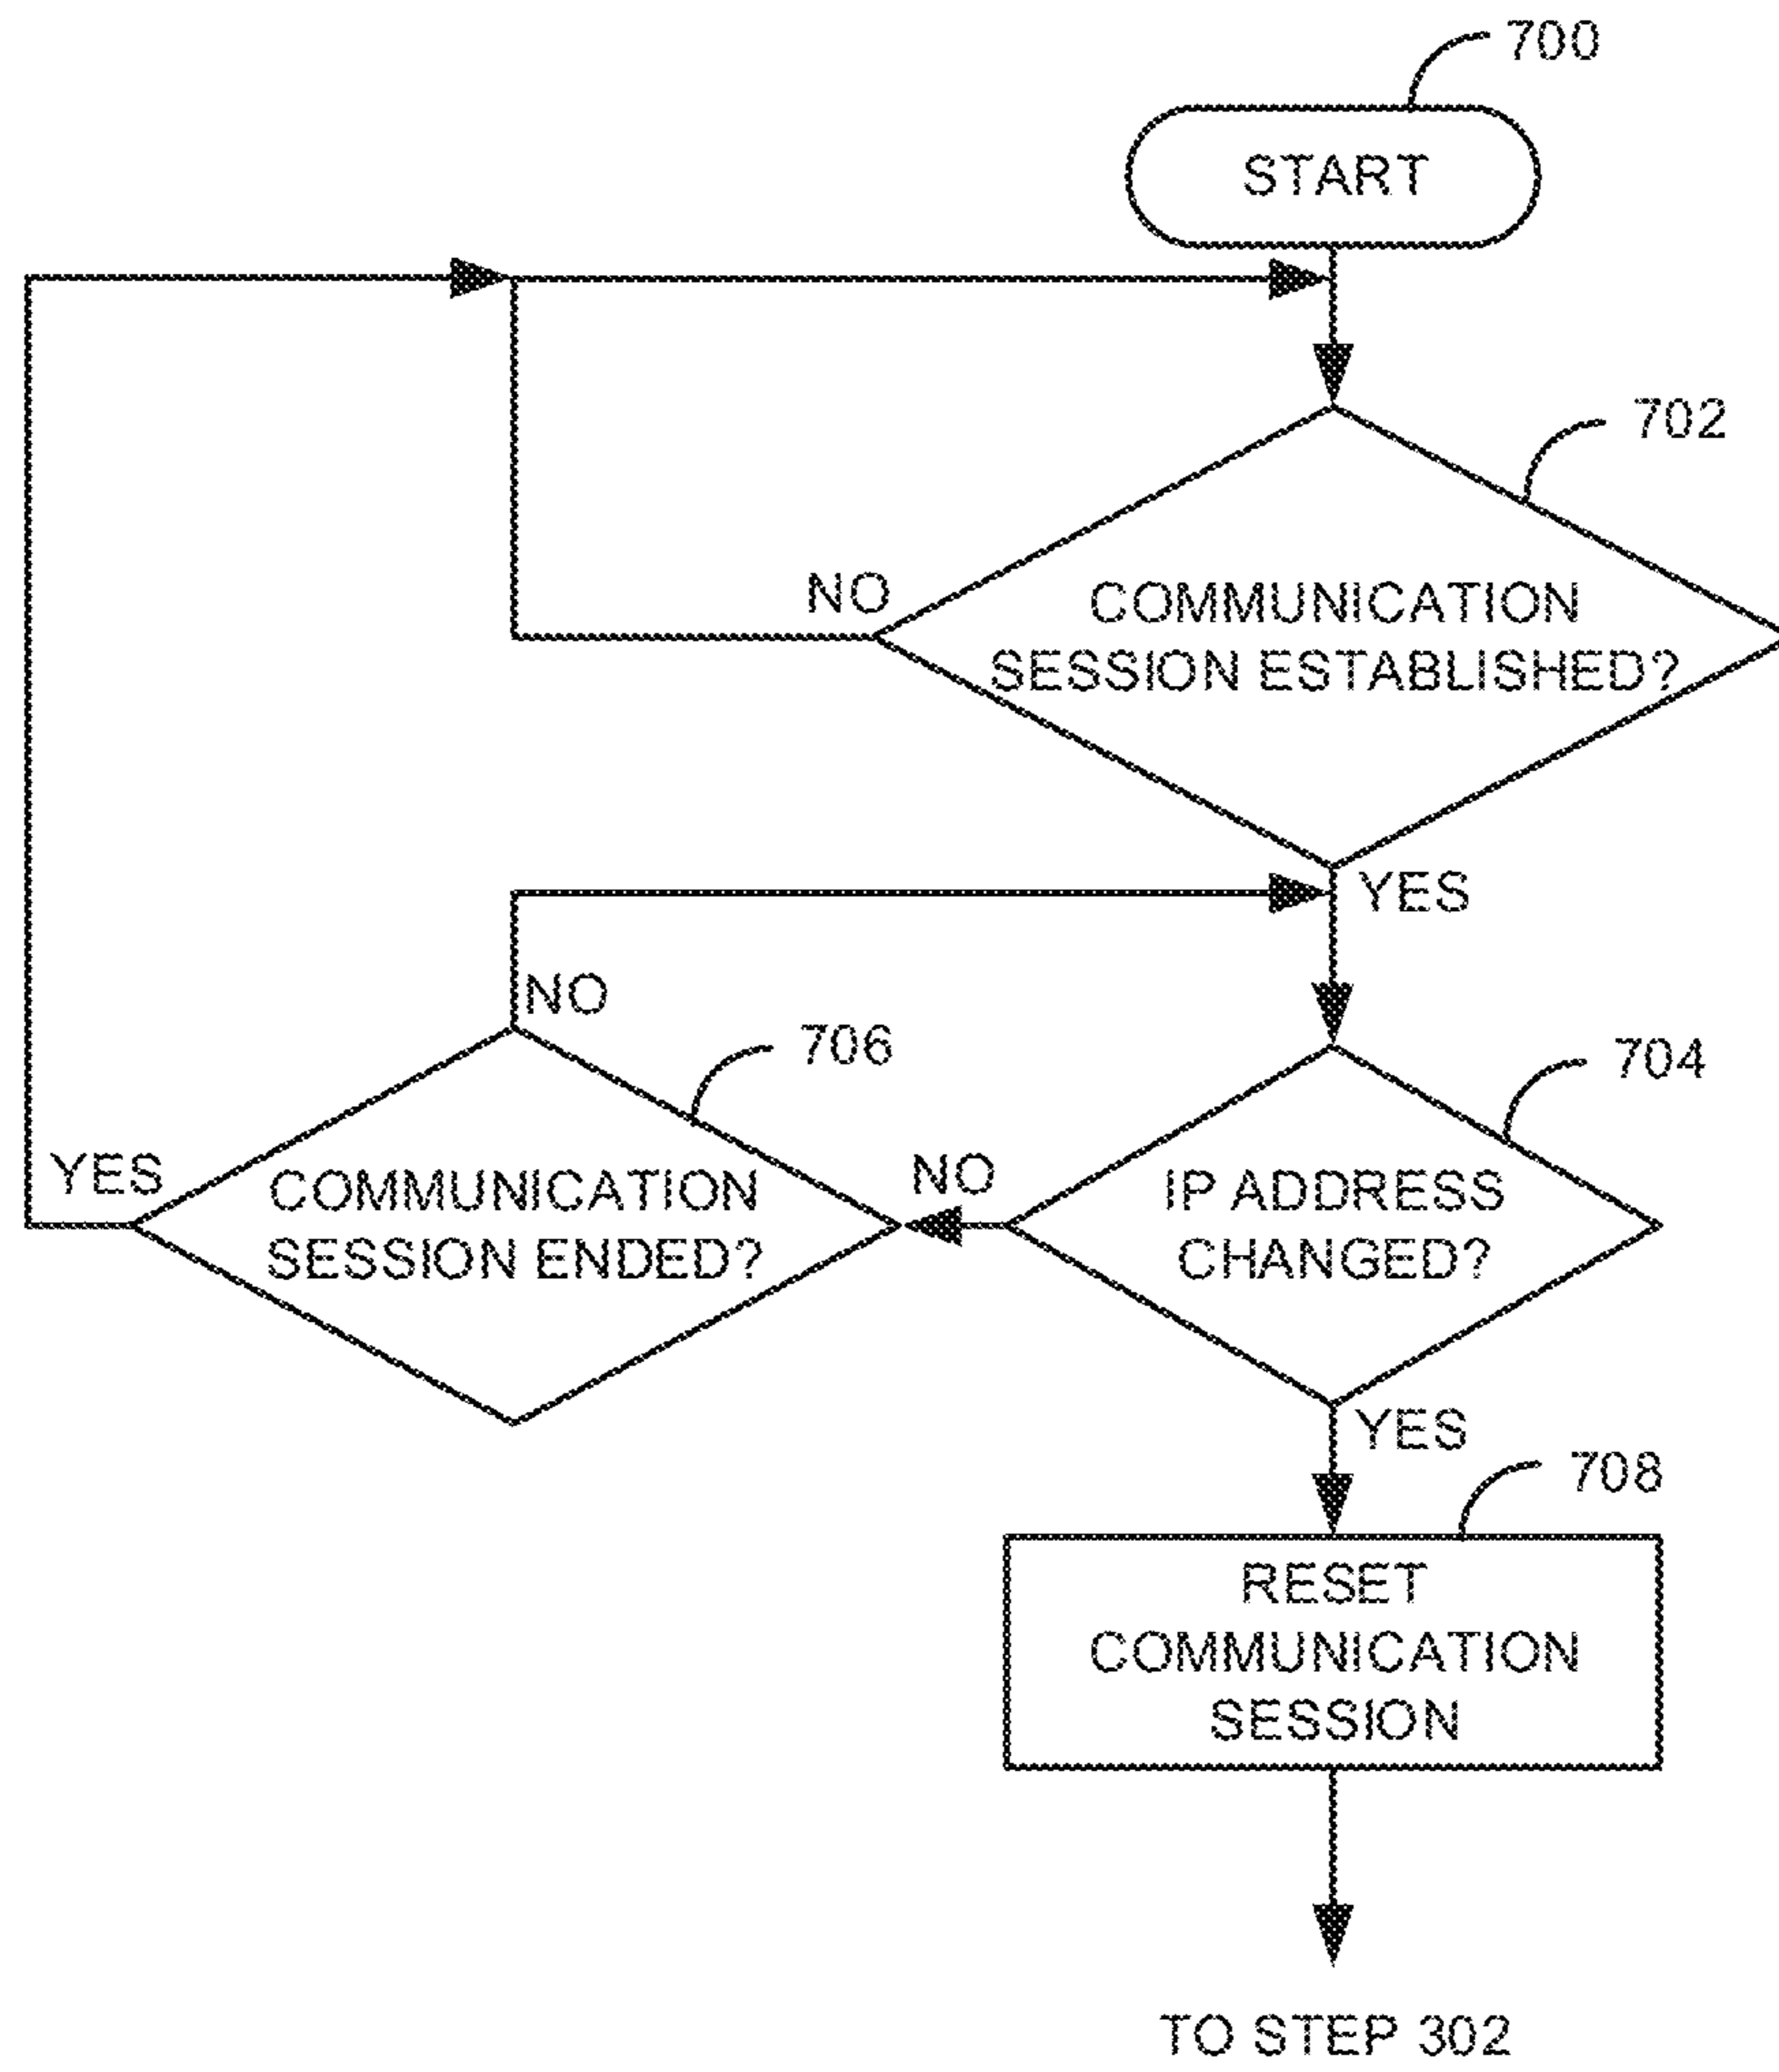 700
START
702
NO
COMMUNICATION
SESSION ESTABLISHED?
YES
NO
706
704
YES
COMMUNICATION
SESSION ENDED?
NO
IP ADDRESS
CHANGED?
YES
708
RESET
COMMUNICATION
SESSION
TO STEP 302